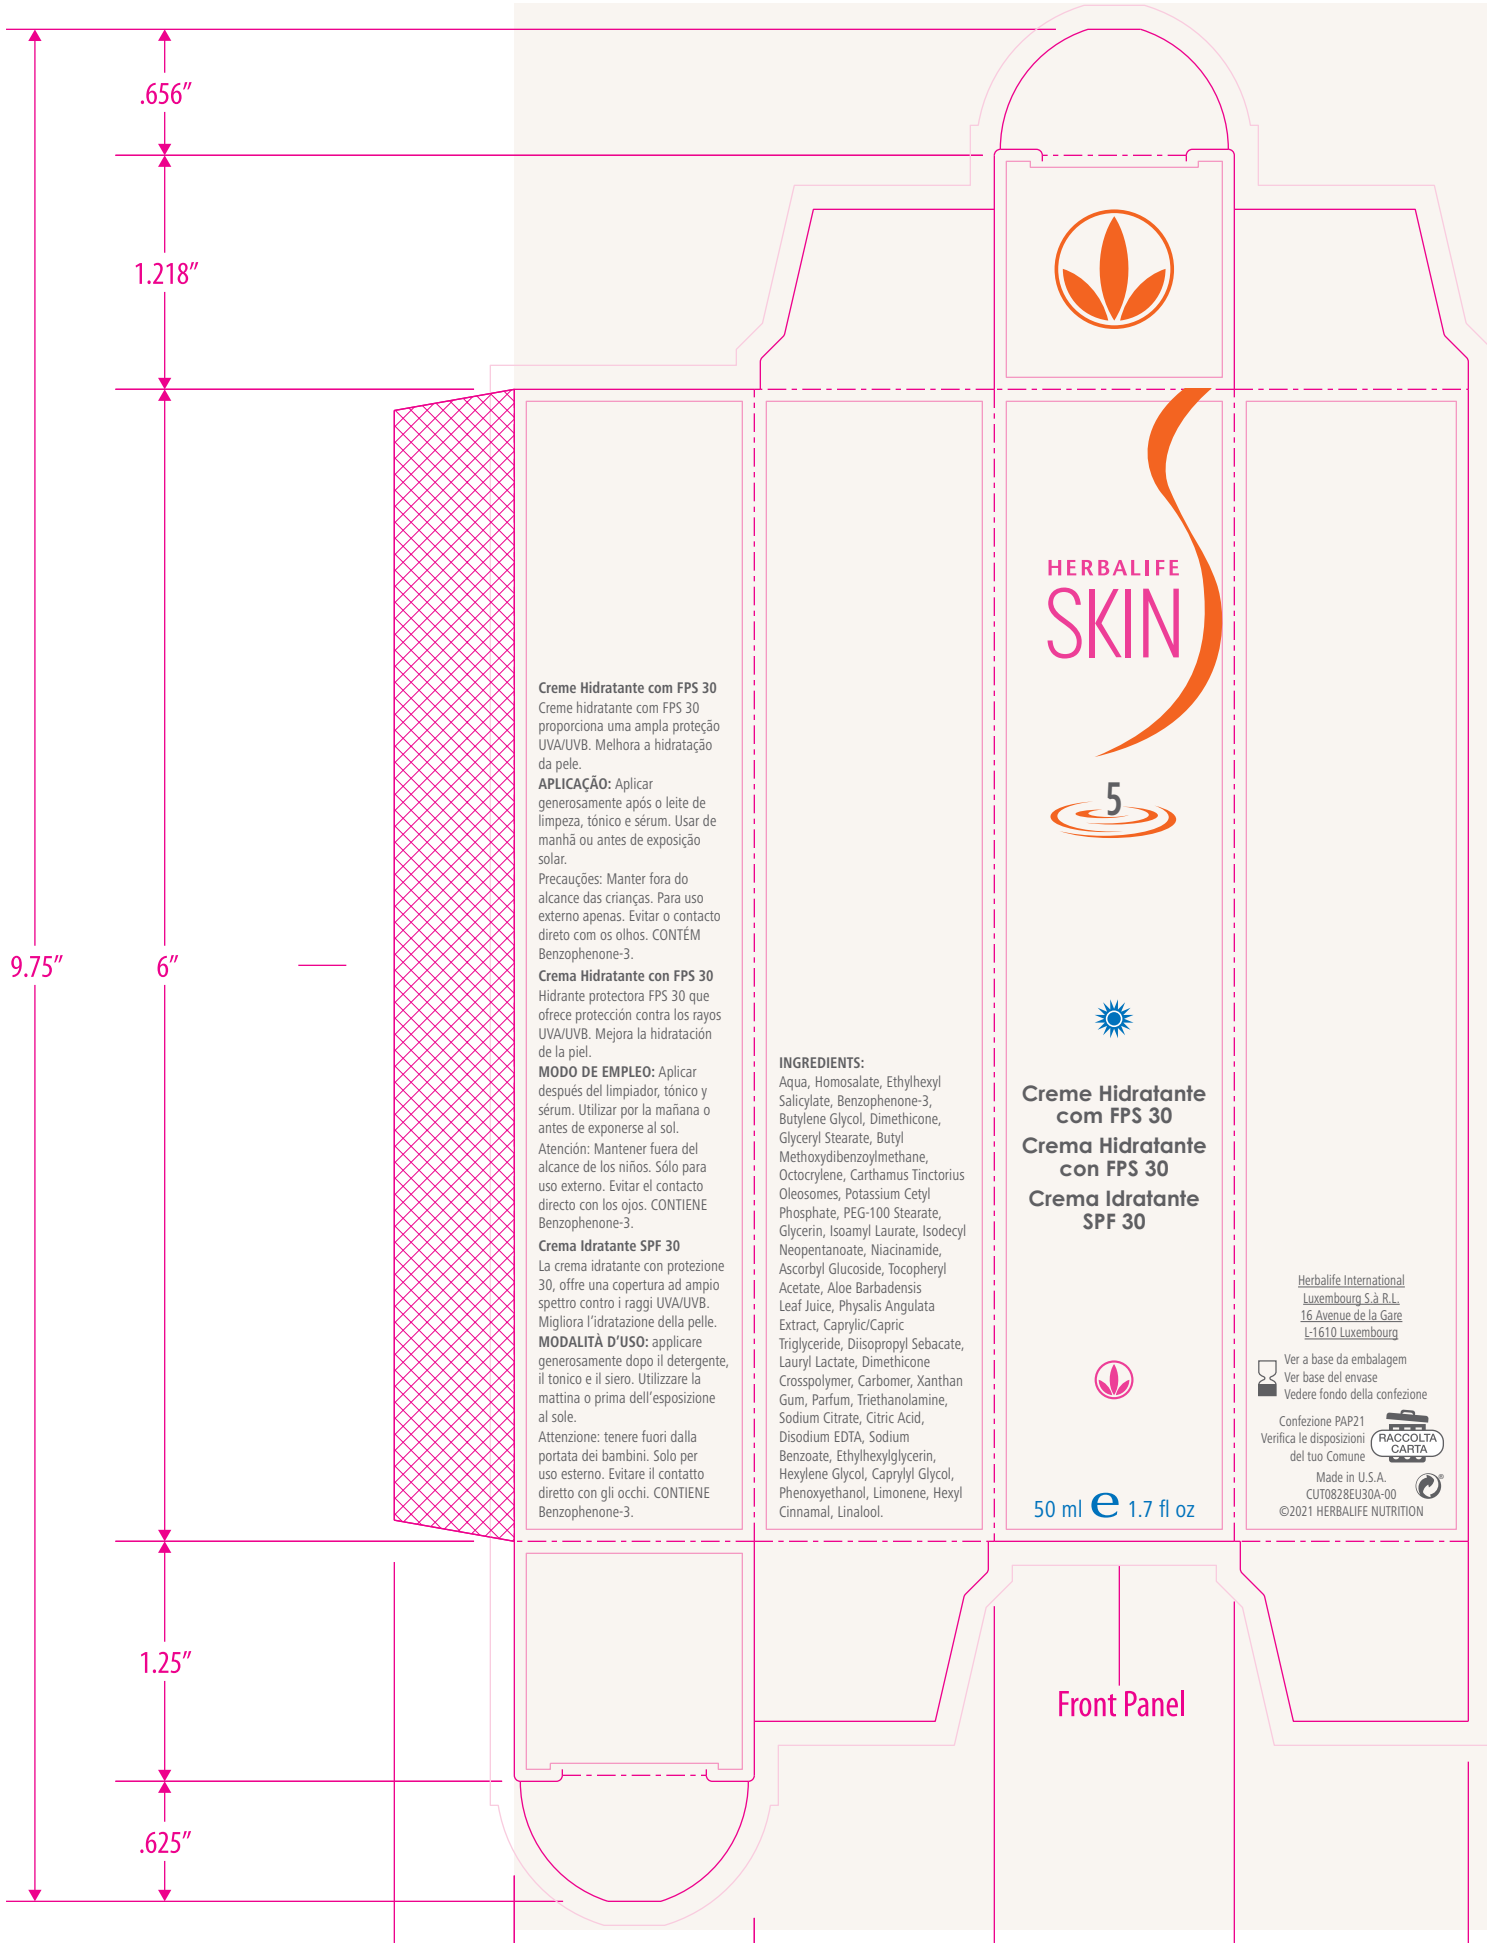 .656"
1.218"
9.75"
6"
1.25"
.625"
Creme Hidratante com FPS 30
Creme hidratante com FPS 30
proporciona uma ampla proteção
UVA/UVB. Melhora a hidratação
da pele.
APLICAÇÃO: Aplicar
generosamente após o leite de
limpeza, tónico e sérum. Usar de
manhã ou antes de exposição
solar.
Precauções: Manter fora do
alcance das crianças. Para uso
externo apenas. Evitar o contacto
direto com os olhos. CONTÉM
Benzophenone-3.
Crema Hidratante con FPS 30
Hidrante protectora FPS 30 que
ofrece protección contra los rayos
UVA/UVB. Mejora la hidratación
de la piel.
MODO DE EMPLEO: Aplicar
después del limpiador, tónico y
sérum. Utilizar por la mañana o
antes de exponerse al sol.
Atención: Mantener fuera del
alcance de los niños. Sólo para
uso externo. Evitar el contacto
directo con los ojos. CONTIENE
Benzophenone-3.
Crema Idratante SPF 30
La crema idratante con protezione
30, offre una copertura ad ampio
spettro contro i raggi UVA/UVB.
Migliora l'idratazione della pelle.
MODALITÀ D'USO: applicare
generosamente dopo il detergente,
il tonico e il siero. Utilizzare la
mattina o prima dell'esposizione
al sole.
Attenzione: tenere fuori dalla
portata dei bambini. Solo per
uso esterno. Evitare il contatto
diretto con gli occhi. CONTIENE
Benzophenone-3.
INGREDIENTS:
Aqua, Homosalate, Ethylhexyl
Salicylate, Benzophenone-3,
Butylene Glycol, Dimethicone,
Glyceryl Stearate, Butyl
Methoxydibenzoylmethane,
Octocrylene, Carthamus Tinctorius
Oleosomes, Potassium Cetyl
Phosphate, PEG-100 Stearate,
Glycerin, Isoamyl Laurate, Isodecyl
Neopentanoate, Niacinamide,
Ascorbyl Glucoside, Tocopheryl
Acetate, Aloe Barbadensis
Leaf Juice, Physalis Angulata
Extract, Caprylic/Capric
Triglyceride, Diisopropyl Sebacate,
Lauryl Lactate, Dimethicone
Crosspolymer, Carbomer, Xanthan
Gum, Parfum, Triethanolamine,
Sodium Citrate, Citric Acid,
Disodium EDTA, Sodium
Benzoate, Ethylhexylglycerin,
Hexylene Glycol, Caprylyl Glycol,
Phenoxyethanol, Limonene, Hexyl
Cinnamal, Linalool.
HERBALIFE
SKIN
5
Creme Hidratante
com FPS 30
Crema Hidratante
con FPS 30
Crema Idratante
SPF 30
50 ml e 1.7 fl oz
Herbalife International
Luxembourg S.à R.L.
16 Avenue de la Gare
L-1610 Luxembourg
Ver a base da embalagem
Ver base del envase
Vedere fondo della confezione
Confezione PAP21
Verifica le disposizioni
del tuo Comune
RACCOLTA
CARTA
Made in U.S.A.
CUT0828EU30A-00
©2021 HERBALIFE NUTRITION
®
Front Panel